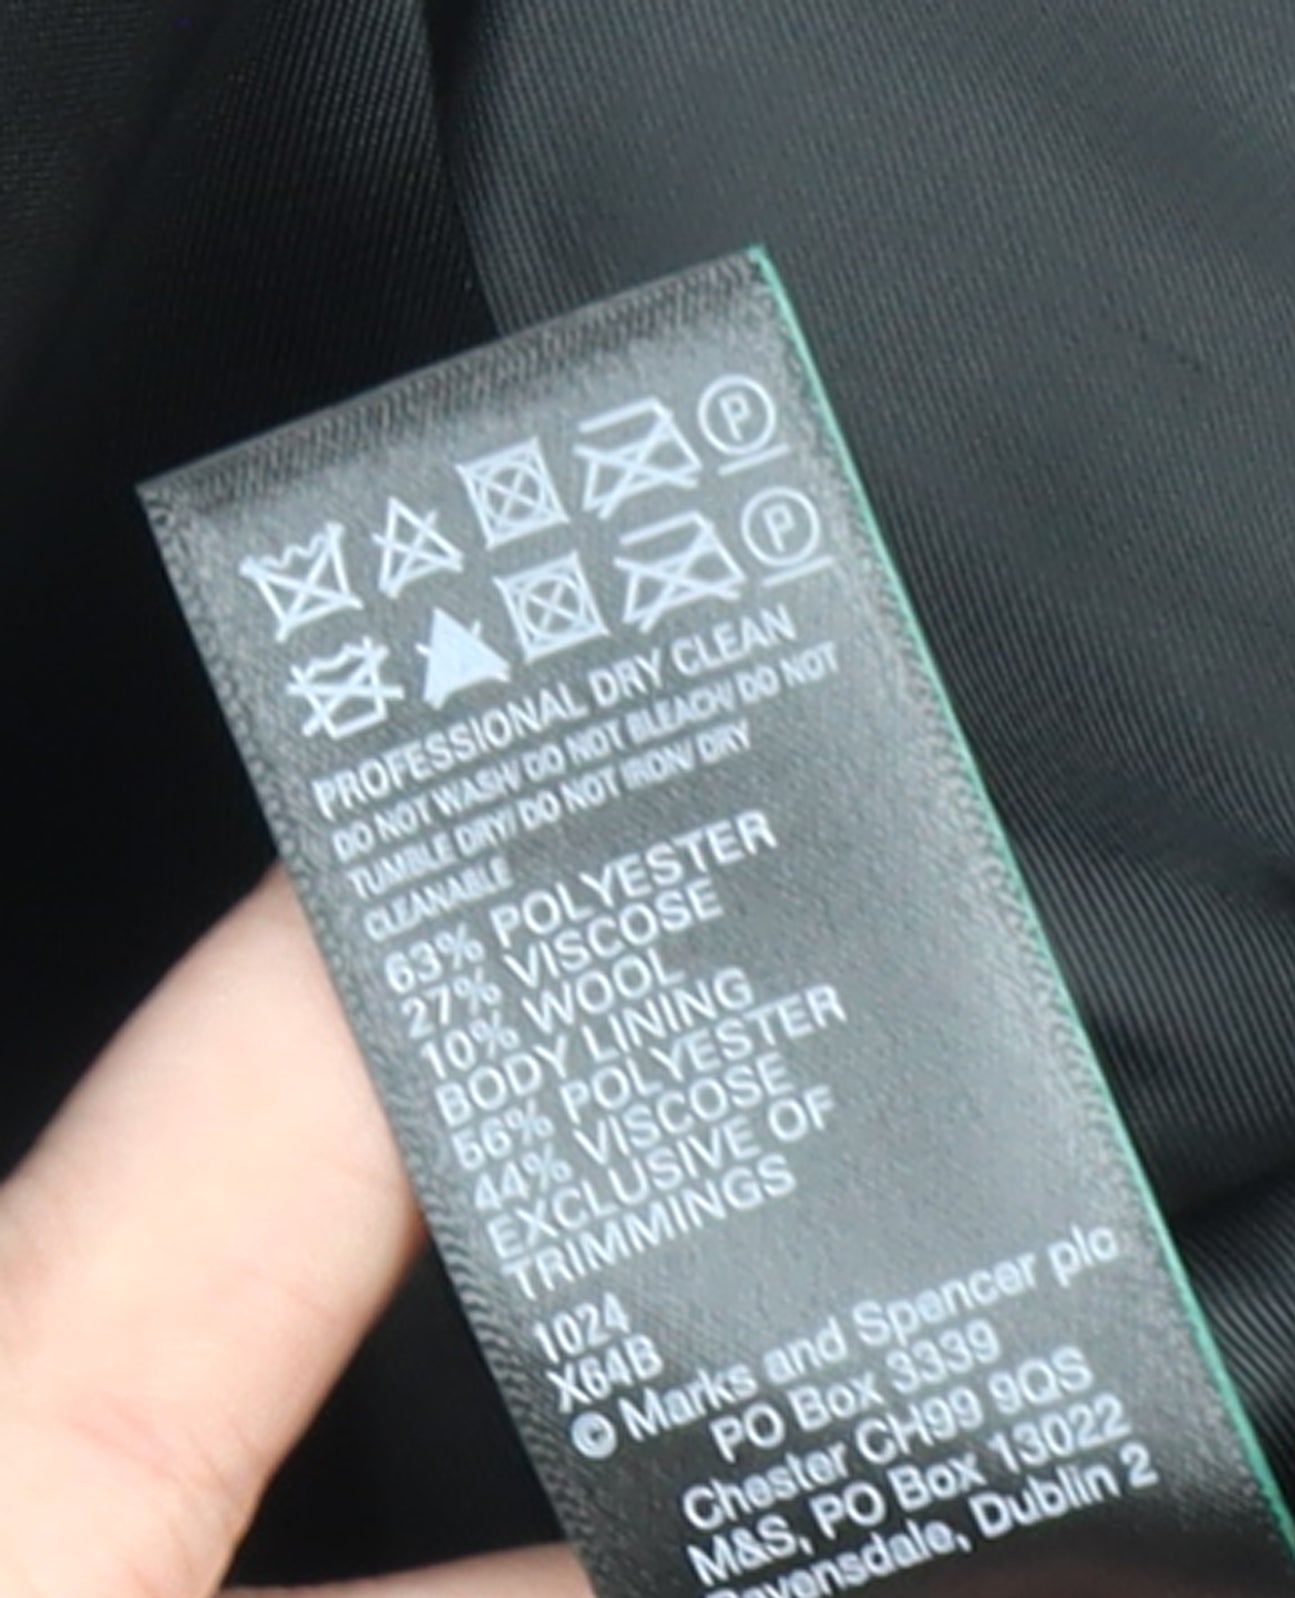 P
P
PROFESSIONAL DRY CLEAN
DO NOT WASH/ DO NOT BLEACH/ DO NOT
TUMBLE DRY/ DO NOT IRON/ DRY
CLEANABLE
63% POLYESTER
27% VISCOSE
10% WOOL
BODY LINING
56% POLYESTER
44% VISCOSE
EXCLUSIVE OF
TRIMMINGS
1024
X64B
© Marks and Spencer plc
PO Box 3339
Chester CH99 9QS
M&S, PO Box 13022
Ravensdale, Dublin 2